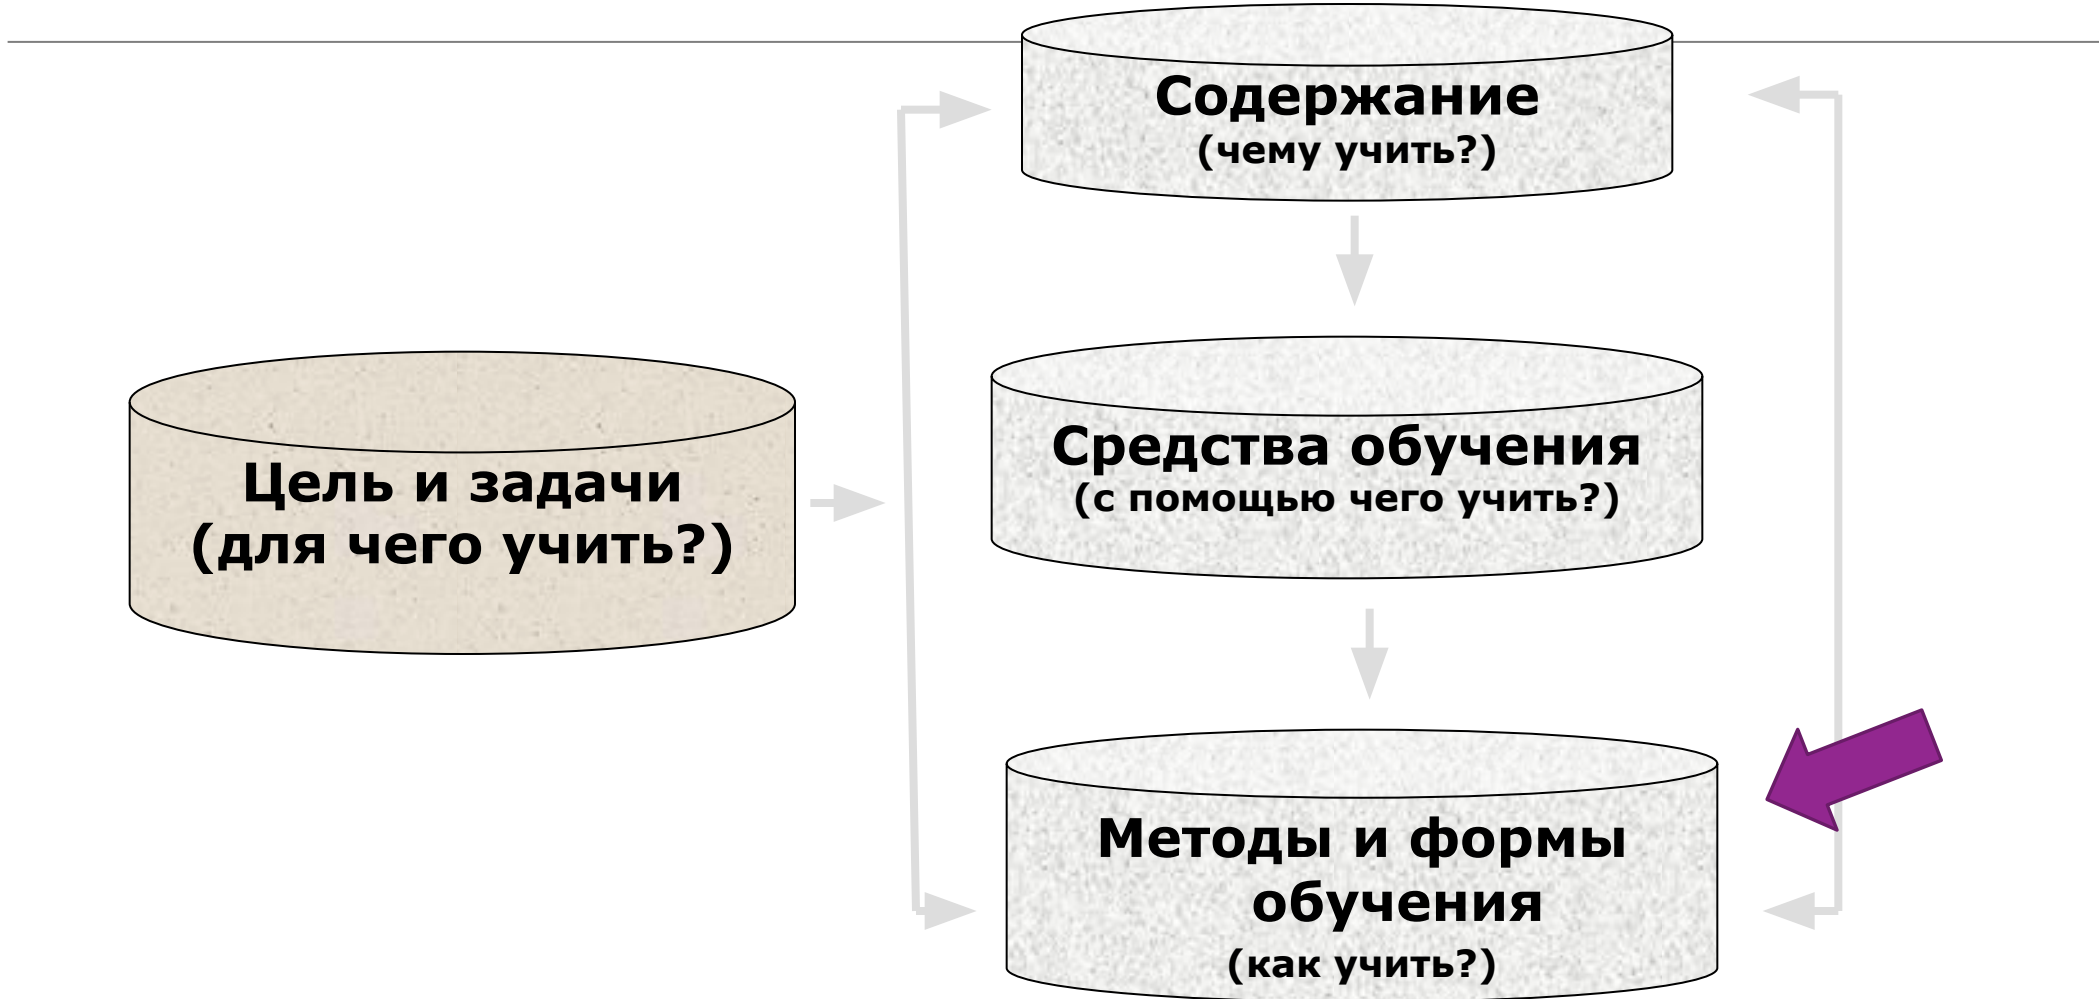 Содержание
(чему учить?)
Цель и задачи
(для чего учить?)
Средства обучения
(с помощью чего учить?)
Методы и формы
обучения
(как учить?)